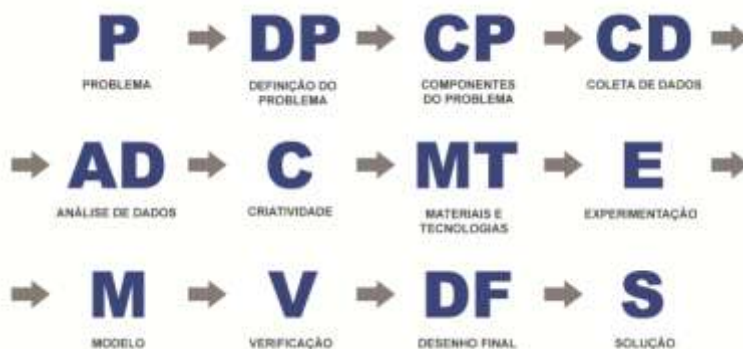 P DP CP CD
PROBLEMA DEFINIÇÃO DO COMPONENTES COLETA DE DADOS
PROBLEMA DO PROBLEMA
AD C MT E
ANÁLISE DE DADOS CRIATIVIDADE MATERIAIS E EXPERIMENTAÇÃO
TECNOLOGIAS
M V DF S
MODELO VERIFICAÇÃO DESENHO FINAL SOLUÇÃO